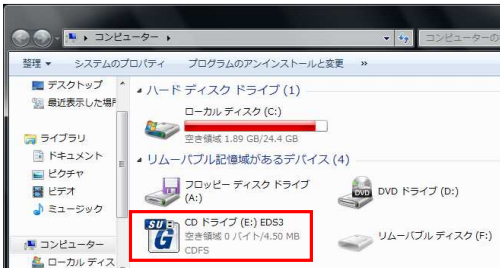 コンピューター
コンピューターの
整理 システムのプロパティ プログラムのアンインストールと変更 »
デスクトップ
最近表示した場所
ライブラリ
ドキュメント
ピクチャ
ビデオ
ミュージック
コンピューター
ローカル ディス
ハード ディスク ドライブ (1)
ローカル ディスク (C:)
空き領域 1.89 GB/24.4 GB
リムーバブル記憶域があるデバイス (4)
フロッピー ディスク ドライブ
(A:)
DVD ドライブ (D:)
SUB
G
CD ドライブ (E:) EDS3
空き領域 0 バイト/4.50 MB
CDFS
リムーバブル ディスク (F:)